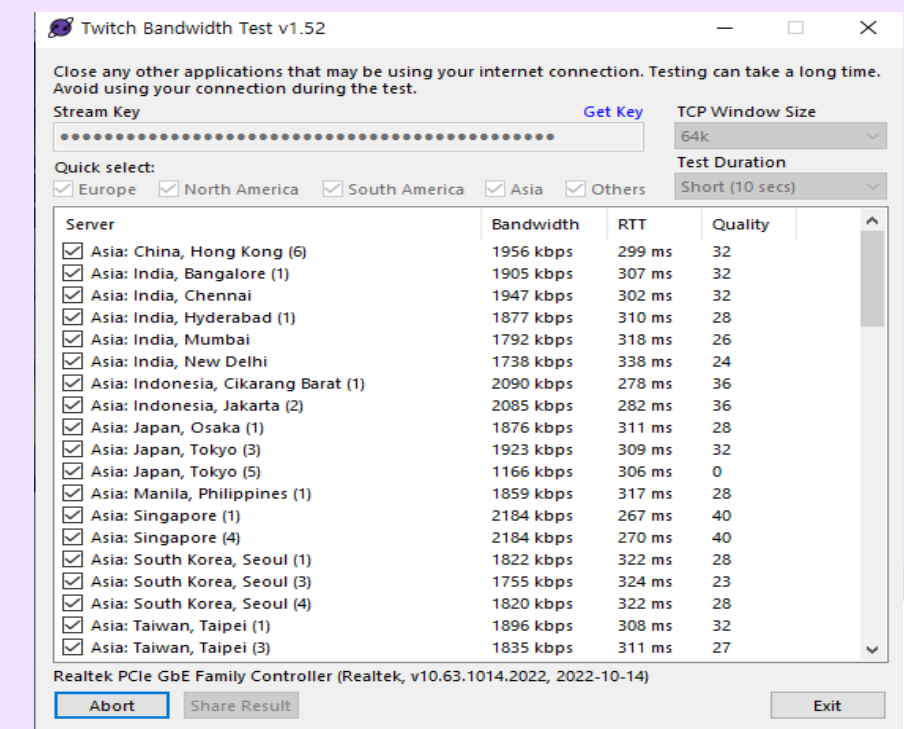 Twitch Bandwidth Test v1.52
Close any other applications that may be using your internet connection. Testing can take a long time.
Avoid using your connection during the test.
Stream Key Get Key TCP Window Size
●●●●●●●●●●●●●●●●●●●●●●●●●●●●●●●●●●●●●●●●●●●● 64k
Quick select: Test Duration
Europe North America South America Asia Others Short (10 secs)
Server Bandwidth RTT Quality
Asia: China, Hong Kong (6) 1956 kbps 299 ms 32
Asia: India, Bangalore (1) 1905 kbps 307 ms 32
Asia: India, Chennai 1947 kbps 302 ms 32
Asia: India, Hyderabad (1) 1877 kbps 310 ms 28
Asia: India, Mumbai 1792 kbps 318 ms 26
Asia: India, New Delhi 1738 kbps 338 ms 24
Asia: Indonesia, Cikarang Barat (1) 2090 kbps 278 ms 36
Asia: Indonesia, Jakarta (2) 2085 kbps 282 ms 36
Asia: Japan, Osaka (1) 1876 kbps 311 ms 28
Asia: Japan, Tokyo (3) 1923 kbps 309 ms 32
Asia: Japan, Tokyo (5) 1166 kbps 306 ms 0
Asia: Manila, Philippines (1) 1859 kbps 317 ms 28
Asia: Singapore (1) 2184 kbps 267 ms 40
Asia: Singapore (4) 2184 kbps 270 ms 40
Asia: South Korea, Seoul (1) 1822 kbps 322 ms 28
Asia: South Korea, Seoul (3) 1755 kbps 324 ms 23
Asia: South Korea, Seoul (4) 1820 kbps 322 ms 28
Asia: Taiwan, Taipei (1) 1896 kbps 308 ms 32
Asia: Taiwan, Taipei (3) 1835 kbps 311 ms 27
Realtek PCIe GbE Family Controller (Realtek, v10.63.1014.2022, 2022-10-14)
Abort Share Result Exit